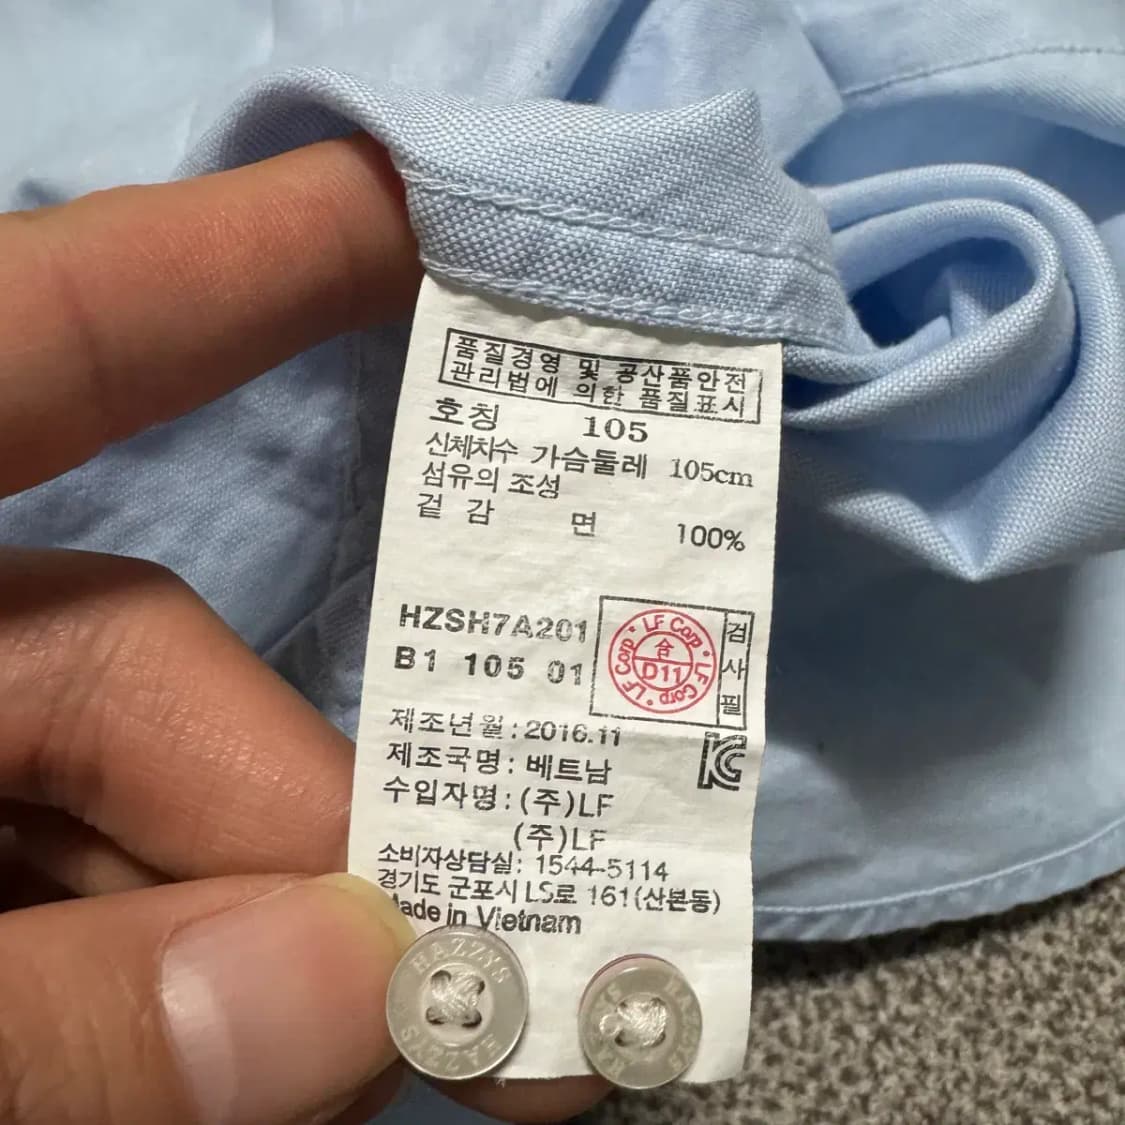 품질경영 및 공산품안전
관리법에 의한 품질표시
호칭 105
신체치수 가슴둘레 105cm
섬유의 조성
겉 감 면 100%
HZSH7A201
B1 105 01
LF Corp · LF Corp · LF Corp ·
合
D11
검사필
제조년월 : 2016.11
제조국명 : 베트남
수입자명 : (주)LF
(주)LF
소비자상담실: 1544-5114
경기도 군포시 LS로 161(산본동)
Made in Vietnam
HAZZYS HAZZYS
HAZZYS